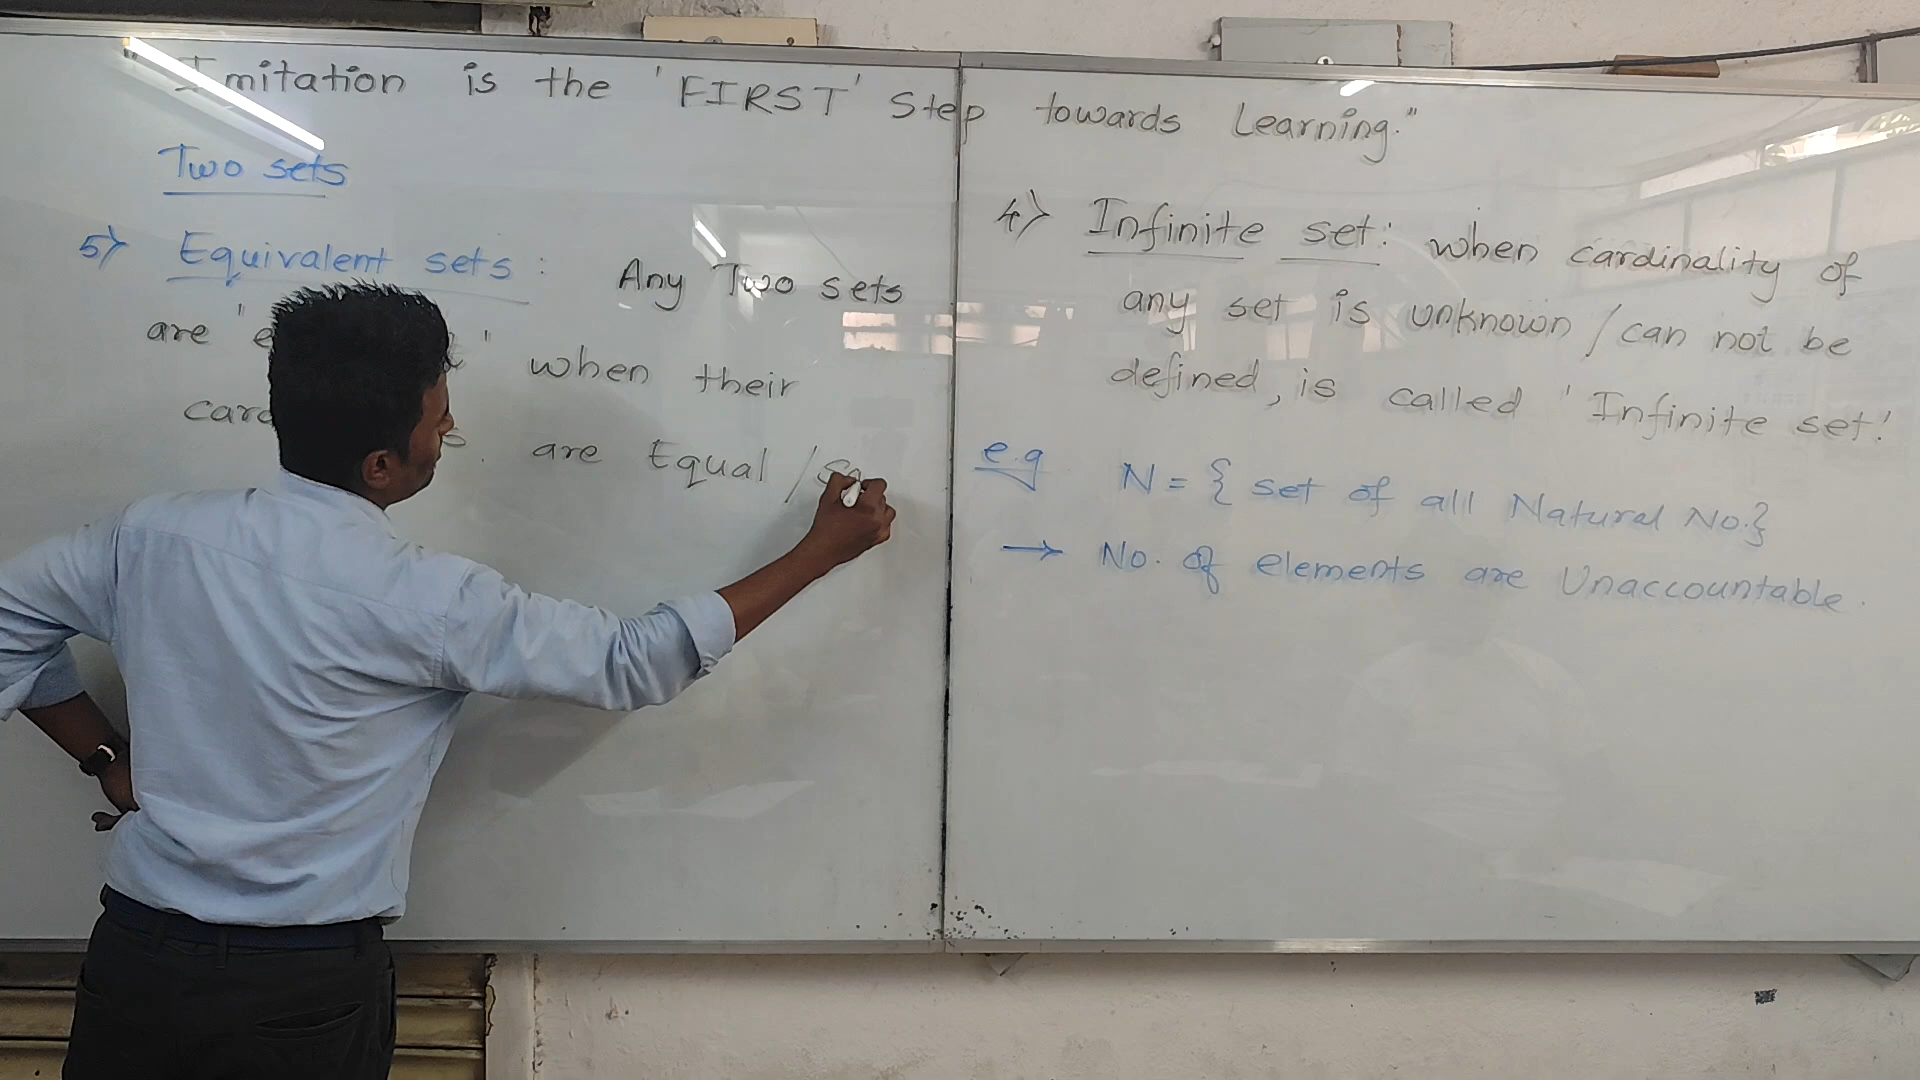 "Imitation is the 'FIRST' Step towards Learning."
Two sets
5> Equivalent sets : Any Two sets
are " " when their
are Equal /
4> Infinite set: when cardinality of
any set is unknown / can not be
defined, is called 'Infinite set'
e.g N = { set of all Natural No.}
→ No. of elements are Unaccountable.